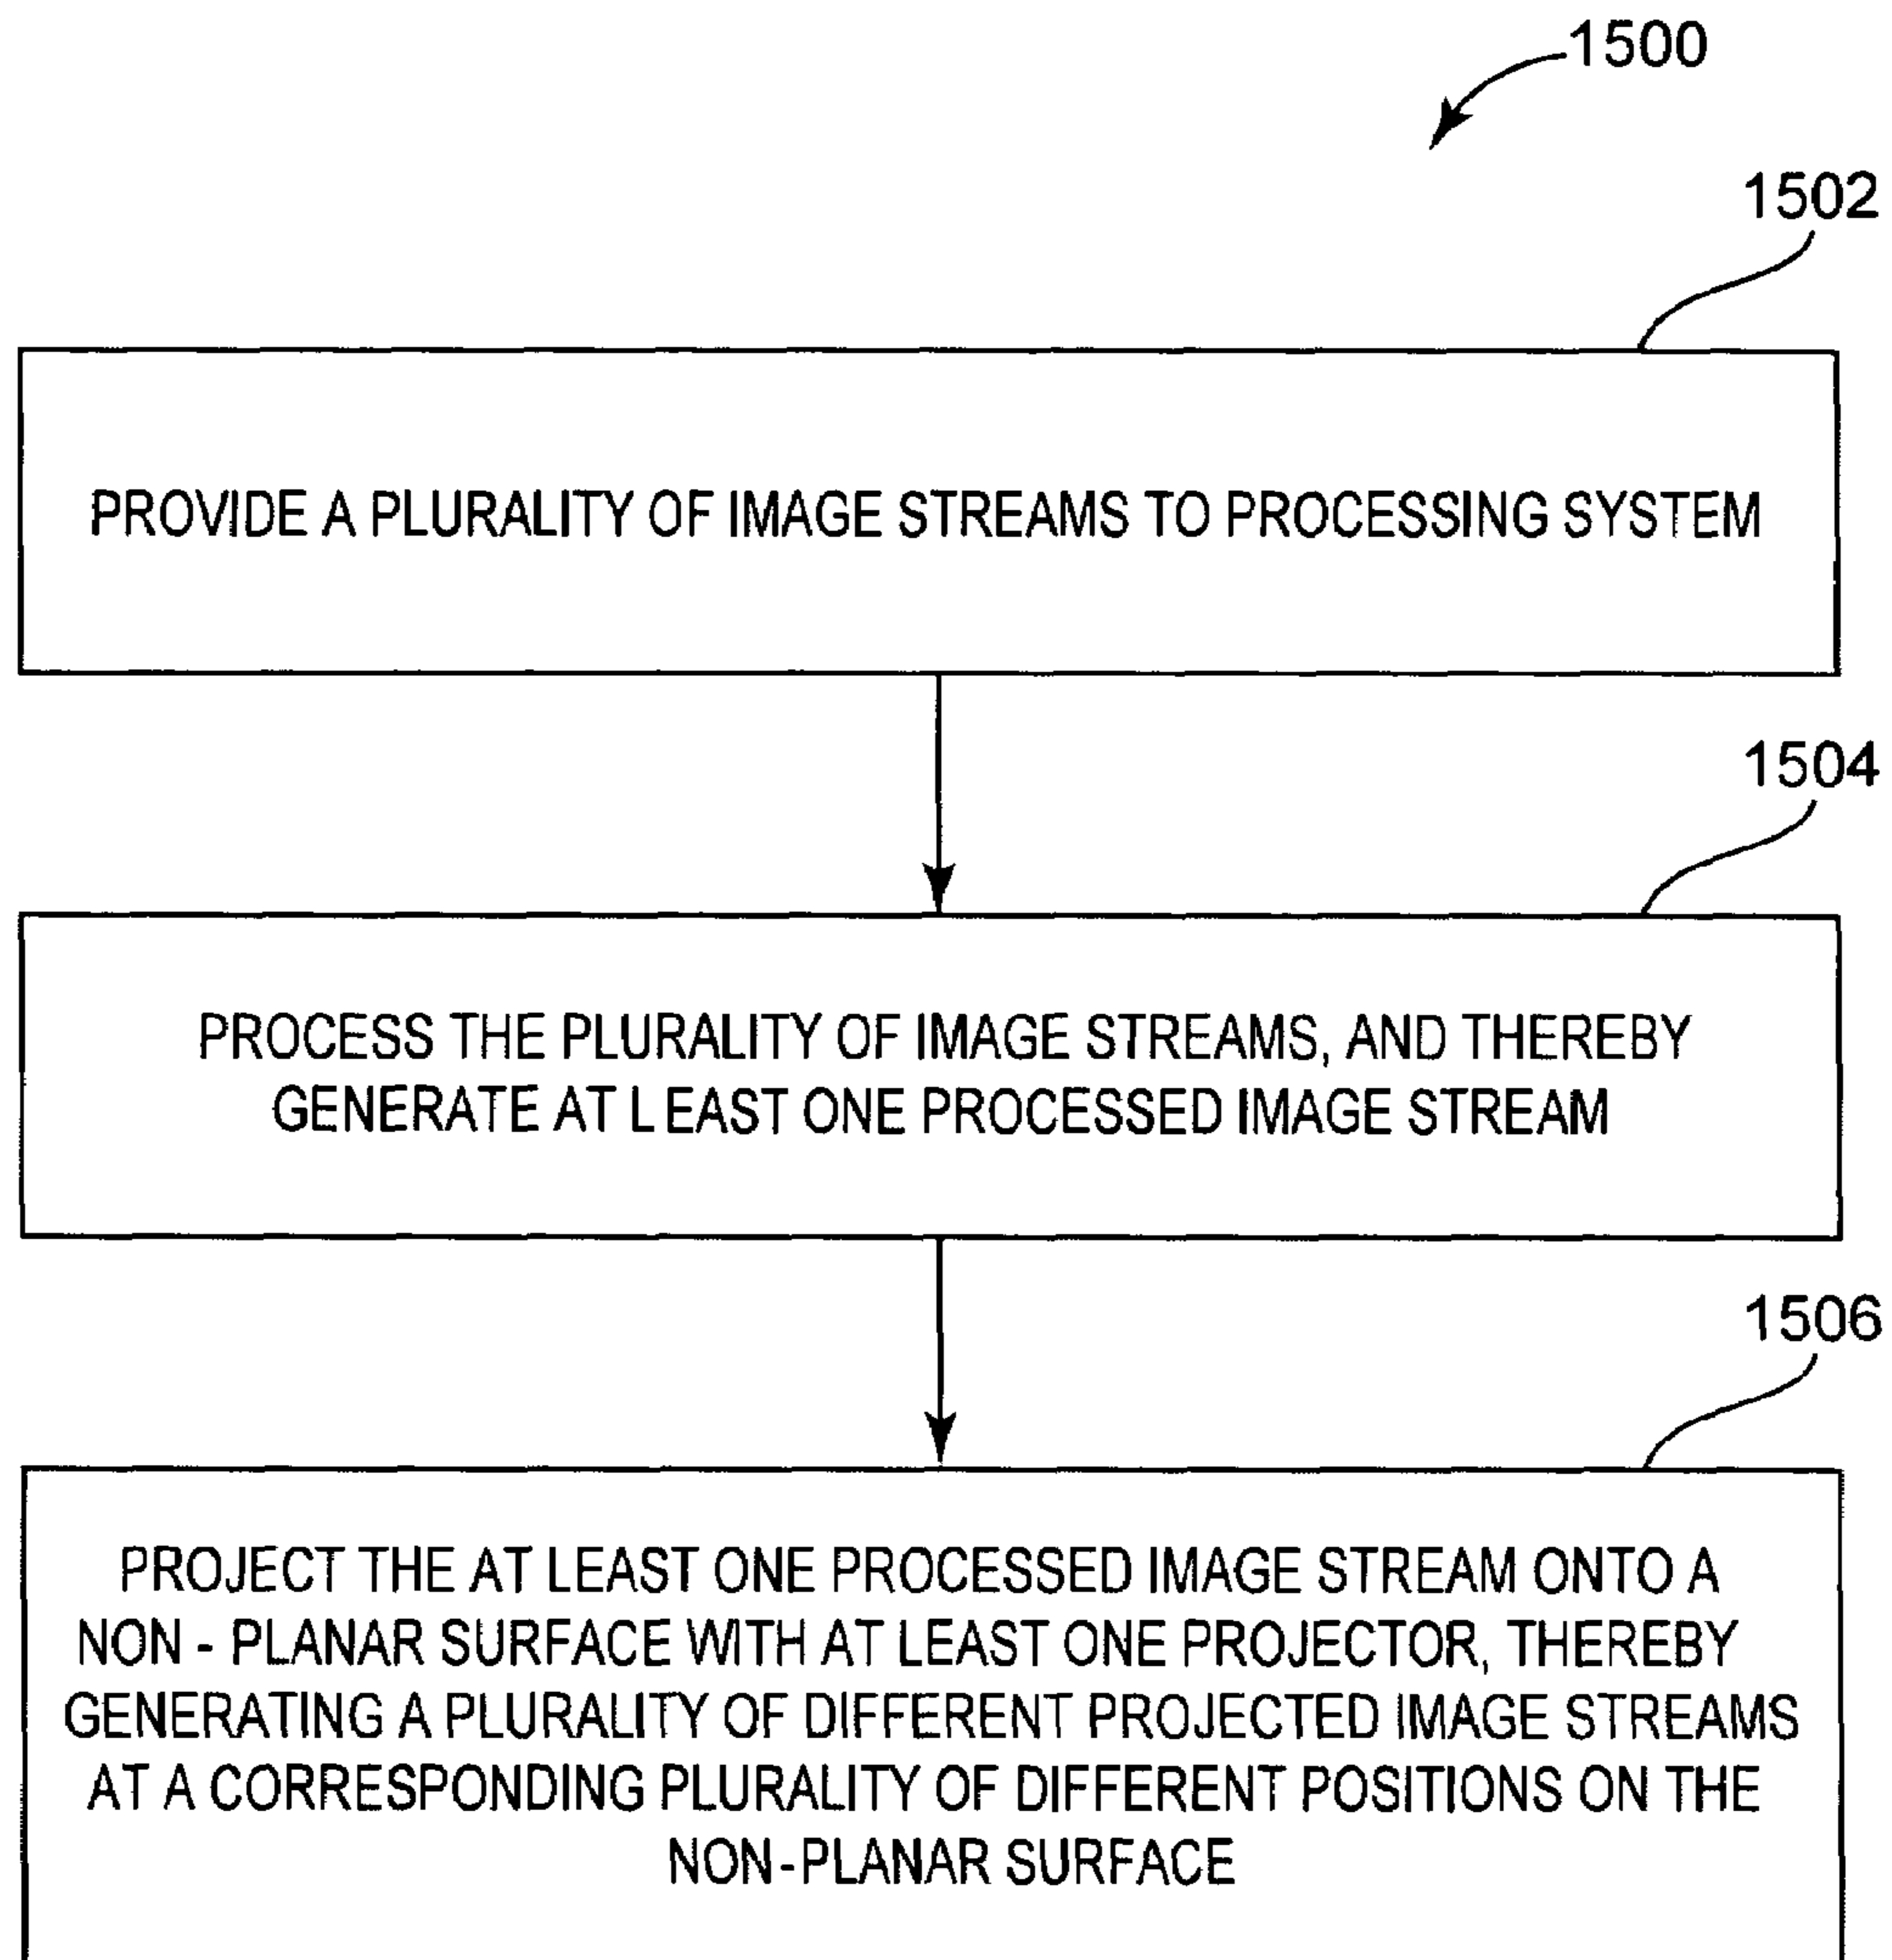 1500
1502
PROVIDE A PLURALITY OF IMAGE STREAMS TO PROCESSING SYSTEM
1504
PROCESS THE PLURALITY OF IMAGE STREAMS, AND THEREBY
GENERATE AT LEAST ONE PROCESSED IMAGE STREAM
1506
PROJECT THE AT LEAST ONE PROCESSED IMAGE STREAM ONTO A
NON - PLANAR SURFACE WITH AT LEAST ONE PROJECTOR, THEREBY
GENERATING A PLURALITY OF DIFFERENT PROJECTED IMAGE STREAMS
AT A CORRESPONDING PLURALITY OF DIFFERENT POSITIONS ON THE
NON-PLANAR SURFACE